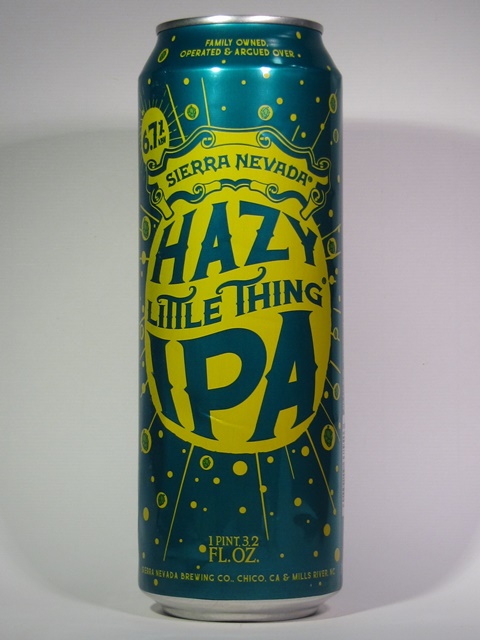 FAMILY OWNED,
OPERATED & ARGUED OVER
6.7%
SIERRA NEVADA®
HAZY
LITTLE THING®
IPA
1 PINT 3.2
FL. OZ.
SIERRA NEVADA BREWING CO., CHICO, CA & MILLS RIVER, NC